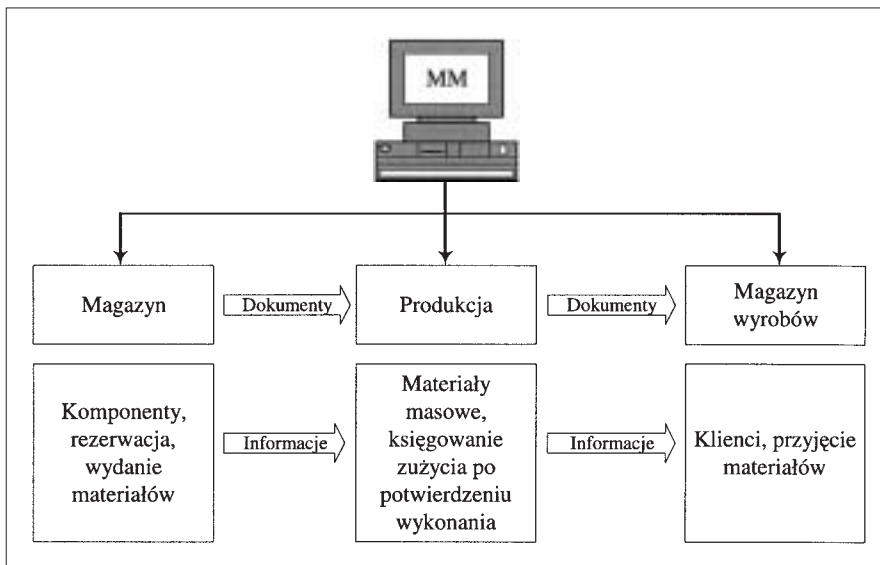 MM
Magazyn
Dokumenty
Produkcja
Dokumenty
Magazyn
wyrobów
Komponenty,
rezerwacja,
wydanie
materiałów
Informacje
Materiały
masowe,
księgowanie
zużycia po
potwierdzeniu
wykonania
Informacje
Klienci, przyjęcie
materiałów